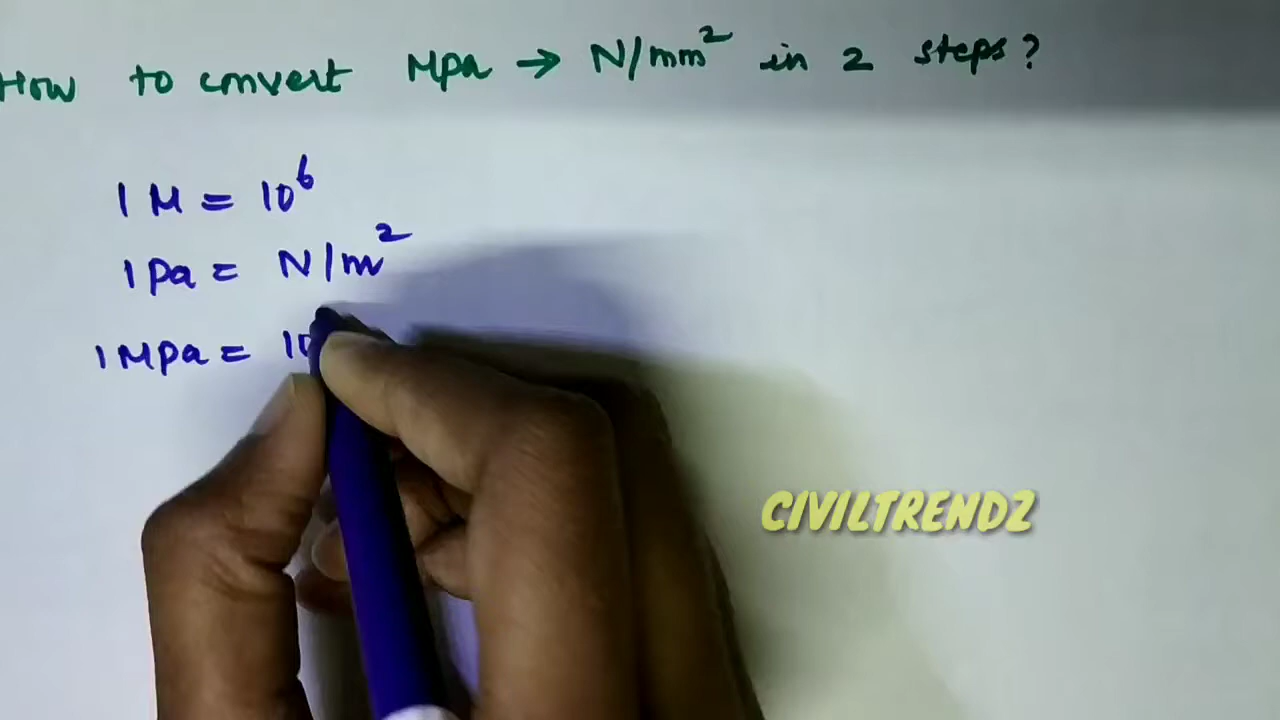 How to convert Mpa → N/mm² in 2 steps?
1 M = 10⁶
1 pa = N/m²
1 Mpa = 10
CIVILTRENDZ